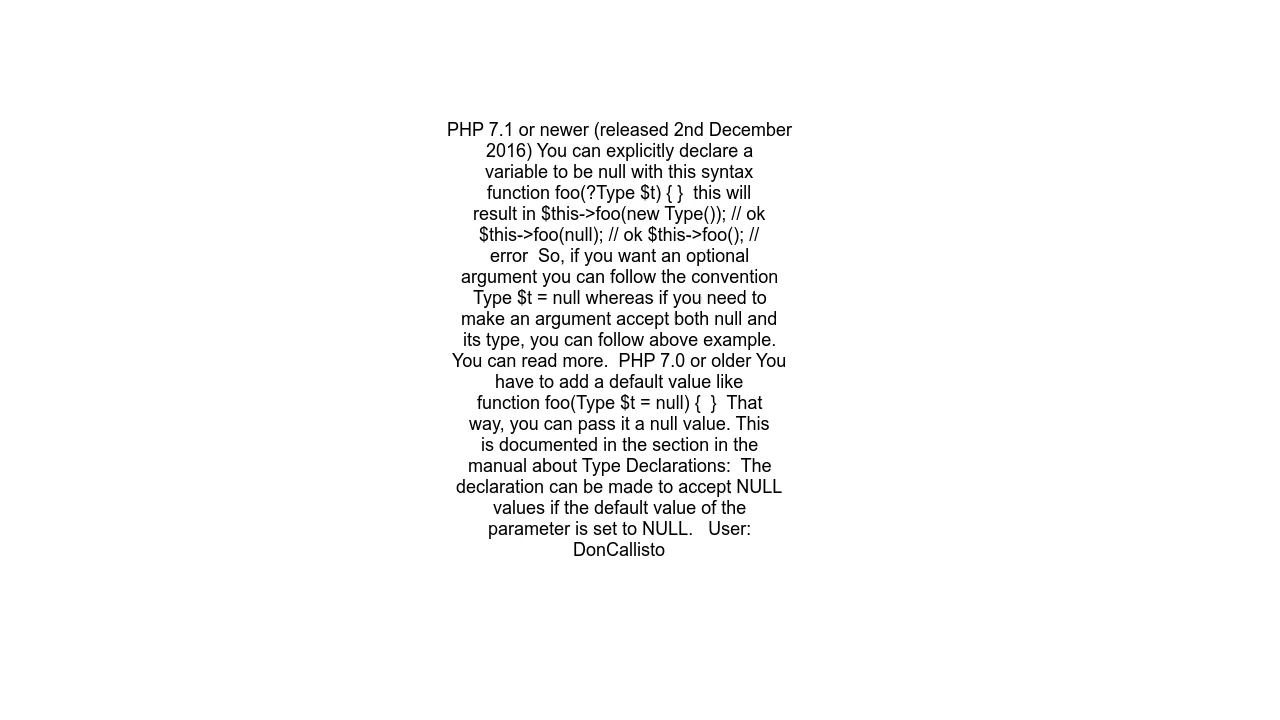 PHP 7.1 or newer (released 2nd December
2016) You can explicitly declare a
variable to be null with this syntax
function foo(?Type $t) { }  this will
result in $this->foo(new Type()); // ok
$this->foo(null); // ok $this->foo(); //
error  So, if you want an optional
argument you can follow the convention
Type $t = null whereas if you need to
make an argument accept both null and
its type, you can follow above example.
You can read more.  PHP 7.0 or older You
have to add a default value like
function foo(Type $t = null) {  }  That
way, you can pass it a null value. This
is documented in the section in the
manual about Type Declarations:  The
declaration can be made to accept NULL
values if the default value of the
parameter is set to NULL.   User:
DonCallisto